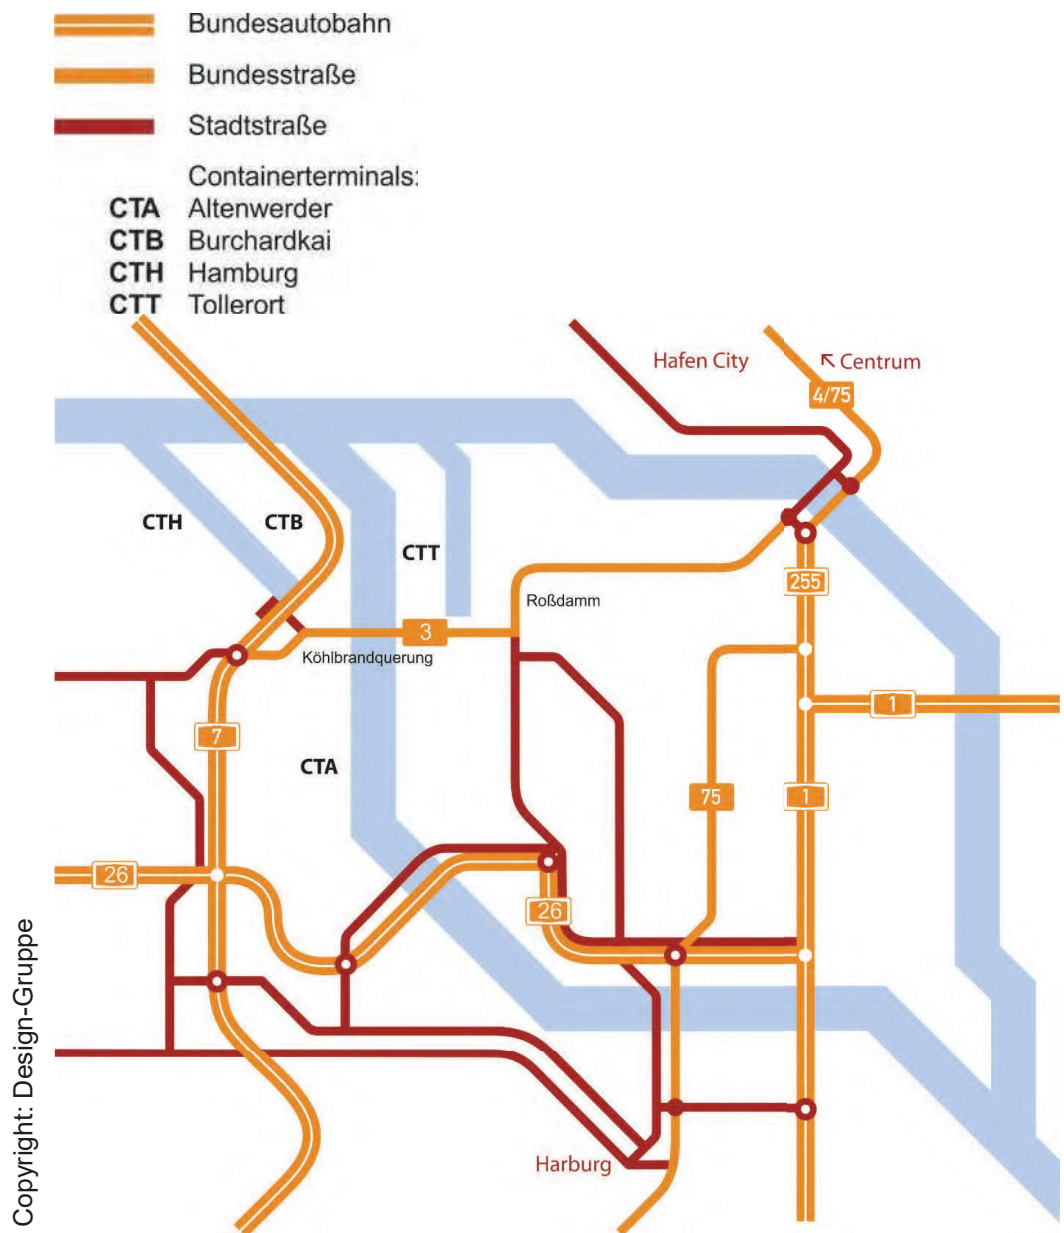 Bundesautobahn
Bundesstraße
Stadtstraße
Containerterminals:
CTA Altenwerder
CTB Burchardkai
CTH Hamburg
CTT Tollerort
Hafen City
Centrum
4/75
CTH
CTB
CTT
255
Roßdamm
3
Köhlbrandquerung
1
7
CTA
75
1
26
26
Harburg
Copyright: Design-Gruppe